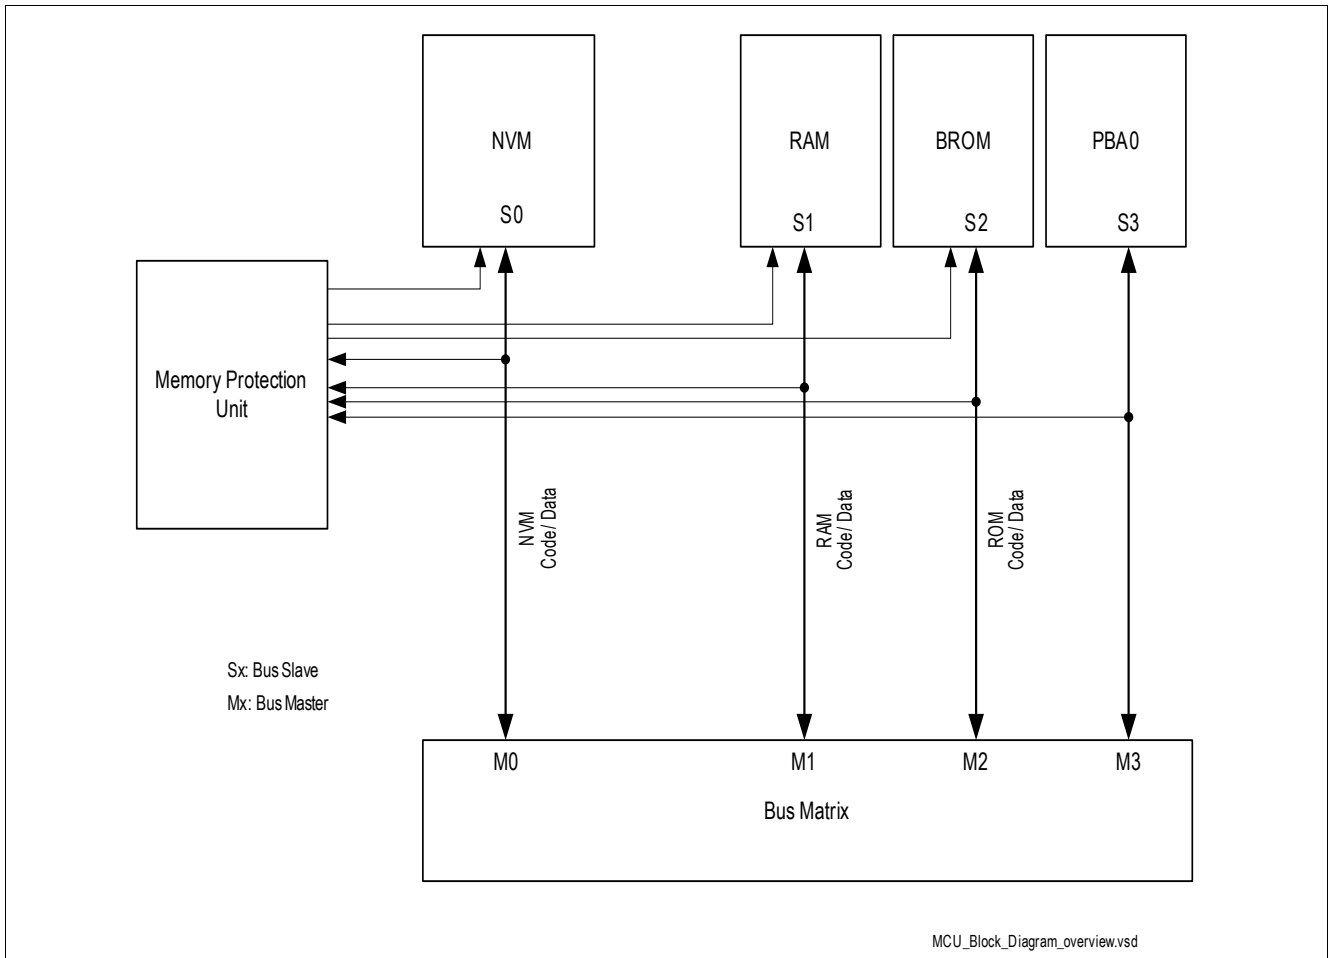 NVM
RAM
BROM
PBA0
S0
S1
S2
S3
Memory Protection
Unit
NVM
Code/ Data
RAM
Code/ Data
ROM
Code/ Data
Sx: Bus Slave
Mx: Bus Master
M0
M1
M2
M3
Bus Matrix
MCU_Block_Diagram_overview.vsd